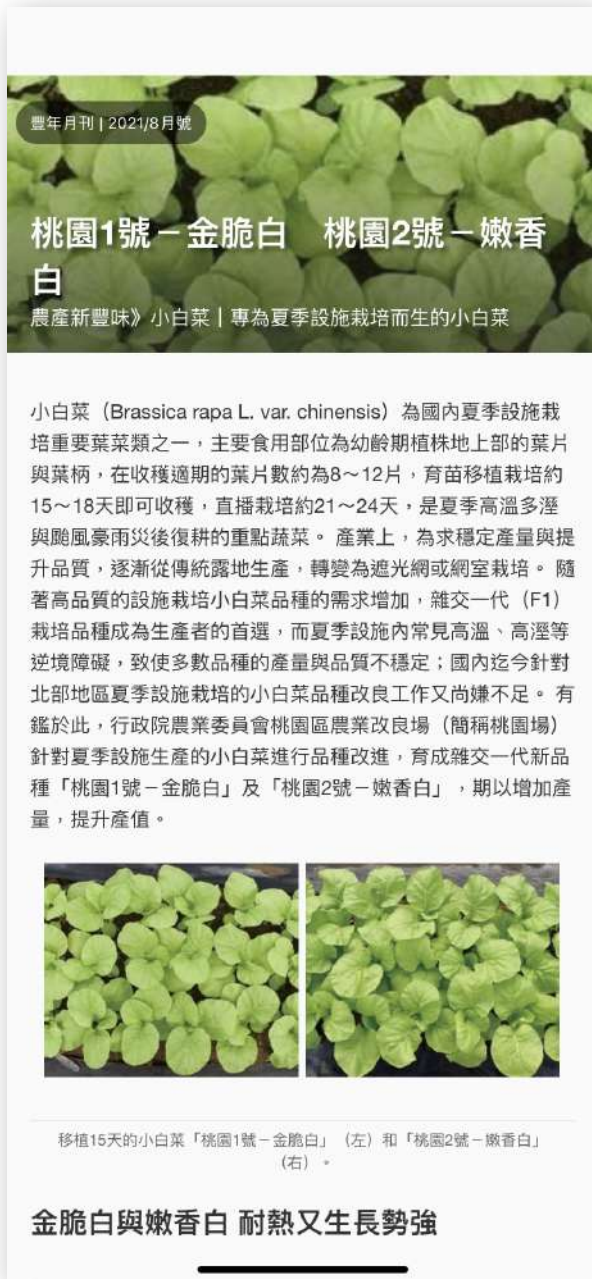 豐年月刊 | 2021/8月號
桃園1號－金脆白　桃園2號－嫩香
白
農產新豐味》小白菜｜專為夏季設施栽培而生的小白菜
小白菜（Brassica rapa L. var. chinensis）為國內夏季設施栽
培重要葉菜類之一，主要食用部位為幼齡期植株地上部的葉片
與葉柄，在收穫適期的葉片數約為8～12片，育苗移植栽培約
15～18天即可收穫，直播栽培約21～24天，是夏季高溫多溼
與颱風豪雨災後復耕的重點蔬菜。 產業上，為求穩定產量與提
升品質，逐漸從傳統露地生產，轉變為遮光網或網室栽培。 隨
著高品質的設施栽培小白菜品種的需求增加，雜交一代（F1）
栽培品種成為生產者的首選，而夏季設施內常見高溫、高溼等
逆境障礙，致使多數品種的產量與品質不穩定；國內迄今針對
北部地區夏季設施栽培的小白菜品種改良工作又尚嫌不足。 有
鑑於此，行政院農業委員會桃園區農業改良場（簡稱桃園場）
針對夏季設施生產的小白菜進行品種改進，育成雜交一代新品
種「桃園1號－金脆白」及「桃園2號－嫩香白」，期以增加產
量，提升產值。
移植15天的小白菜「桃園1號－金脆白」（左）和「桃園2號－嫩香白」
（右）。
金脆白與嫩香白 耐熱又生長勢強